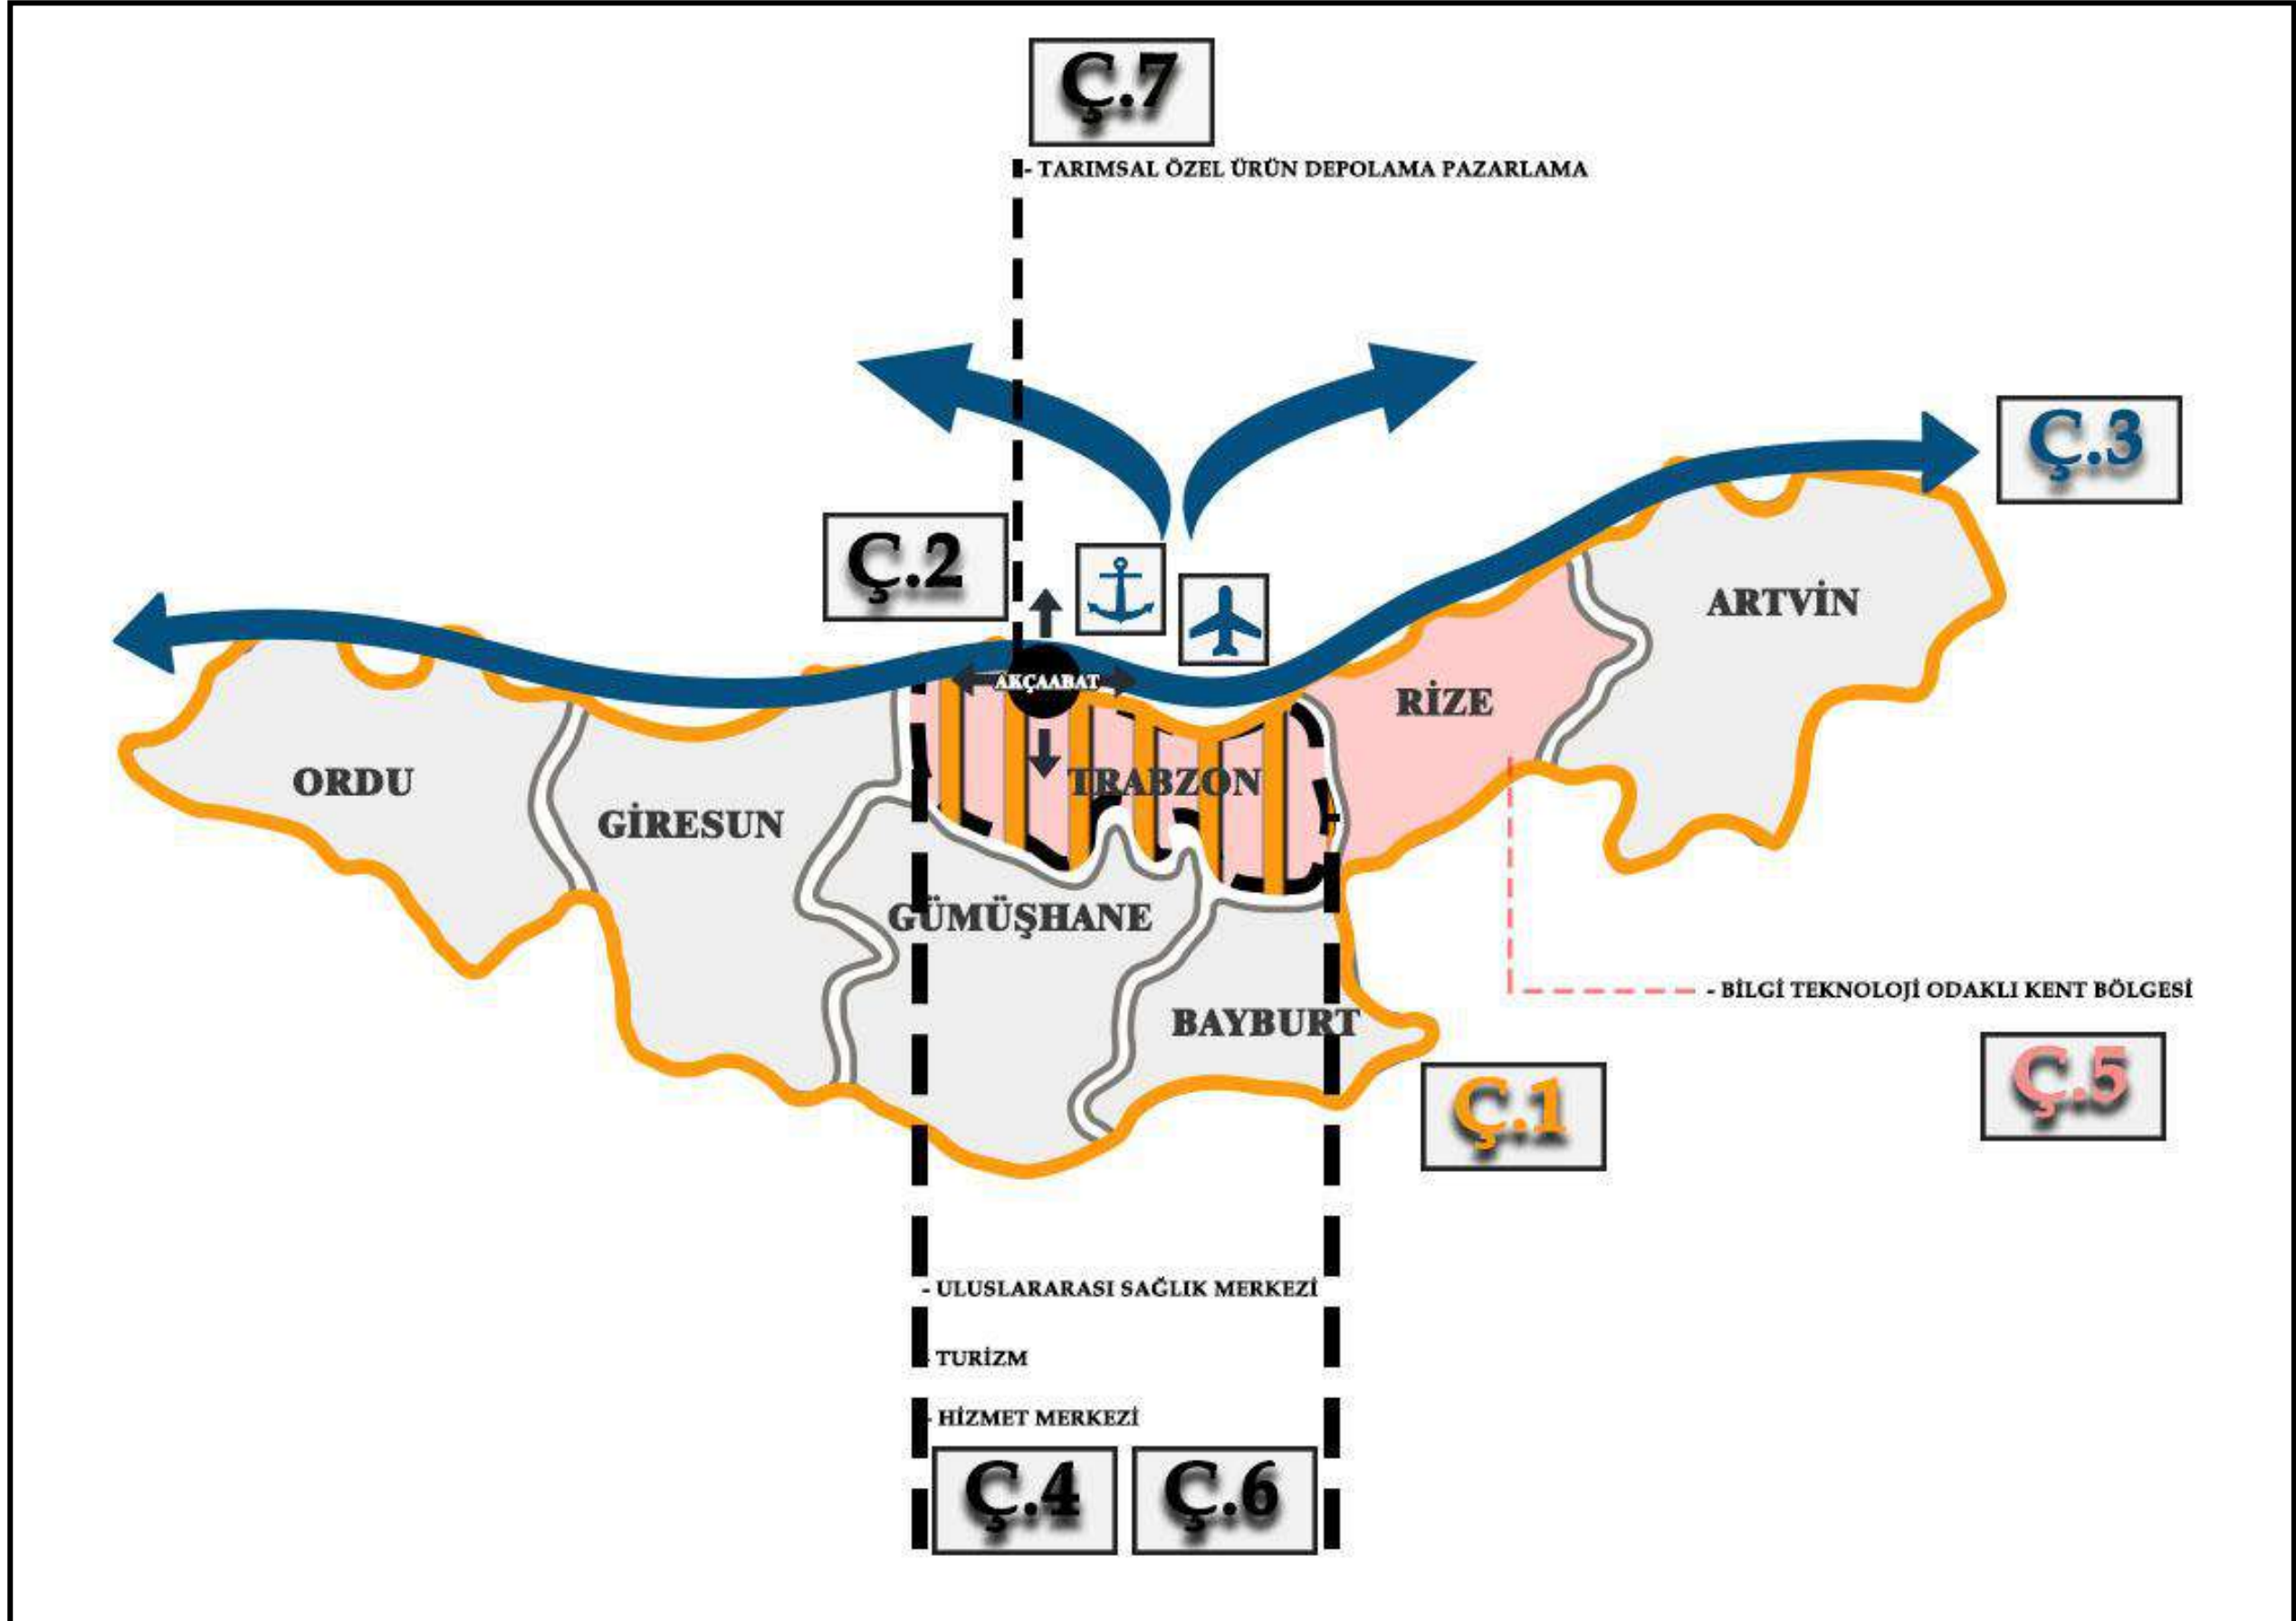 Ç.7
- TARIMSAL ÖZEL ÜRÜN DEPOLAMA PAZARLAMA
Ç.3
Ç.2
ARTVİN
AKÇAABAT
RİZE
ORDU
TRABZON
GİRESUN
GÜMÜŞHANE
- BİLGİ TEKNOLOJİ ODAKLI KENT BÖLGESİ
BAYBURT
Ç.5
Ç.1
- ULUSLARARASI SAĞLIK MERKEZİ
- TURİZM
- HİZMET MERKEZİ
Ç.4
Ç.6